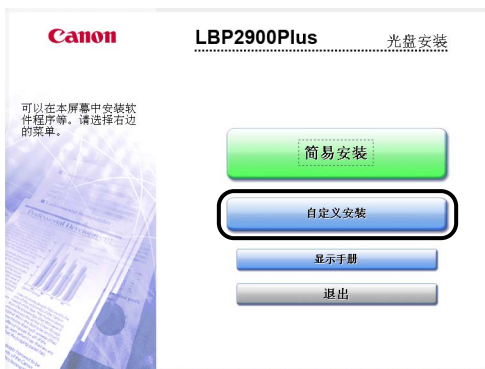 Canon
LBP2900Plus 光盘安装
可以在本屏幕中安装软
件程序等。请选择右边
的菜单。
简易安装
自定义安装
显示手册
退出